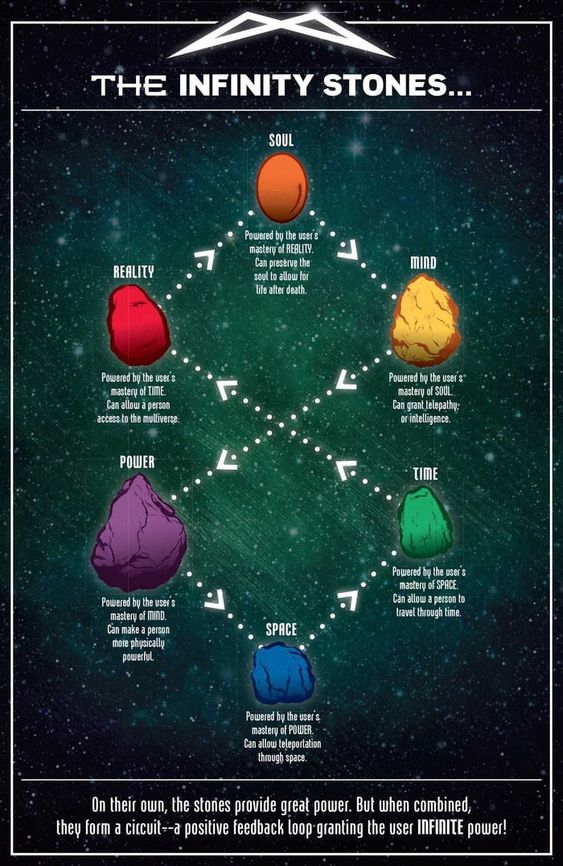 THE INFINITY STONES...
SOUL
Powered by the user's
mastery of REALITY.
Can preserve the
soul to allow for
life after death.
MIND
Powered by the user's
mastery of SOUL.
Can grant telepathy
or intelligence.
REALITY
Powered by the user's
mastery of TIME.
Can allow a person
access to the multiverse.
POWER
Powered by the user's
mastery of MIND.
Can make a person
more physically
powerful.
TIME
Powered by the user's
mastery of SPACE.
Can allow a person to
travel through time.
SPACE
Powered by the user's
mastery of POWER.
Can allow teleportation
through space.
On their own, the stones provide great power. But when combined,
they form a circuit--a positive feedback loop granting the user INFINITE power!